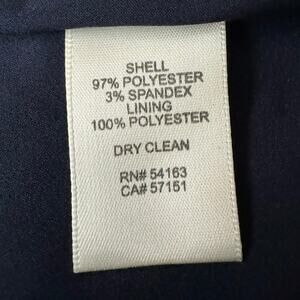 SHELL
97% POLYESTER
3% SPANDEX
LINING
100% POLYESTER
DRY CLEAN
RN# 54163
CA# 57151